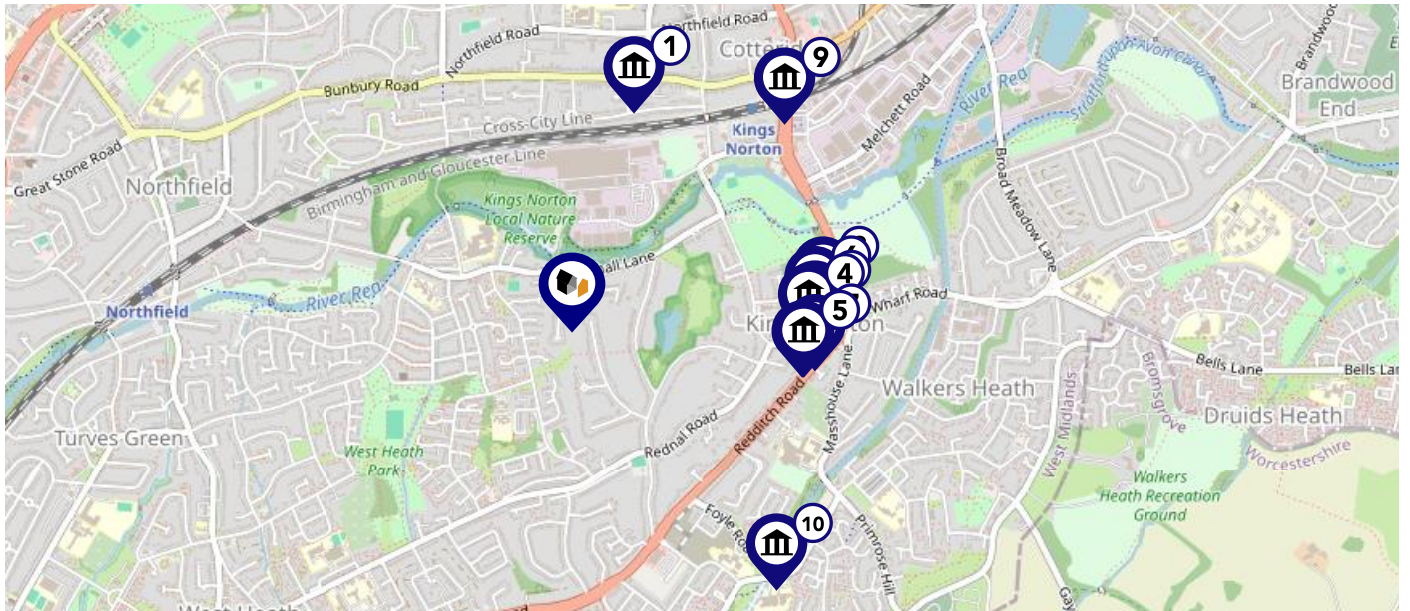 Northfield Road
Northfield Road
1
9
Bunbury Road
Brandwood
Brandwood
End
River Rea
Melchett Road
Cross-City Line
Kings
Norton
Great Stone Road
Northfield
Birmingham and Gloucester Line
Kings Norton
Local Nature
Reserve
Broad Meadow Lane
4
5
River Rea
Northfield
Wharf Road
Bells Lane
Masshouse Lane
Walkers Heath
West Midlands
Bromsgrove
Druids Heath
Turves Green
Rednal Road
Redditch Road
West Heath
Park
Worcestershire
Walkers
Heath Recreation
Ground
10
Primrose Hill